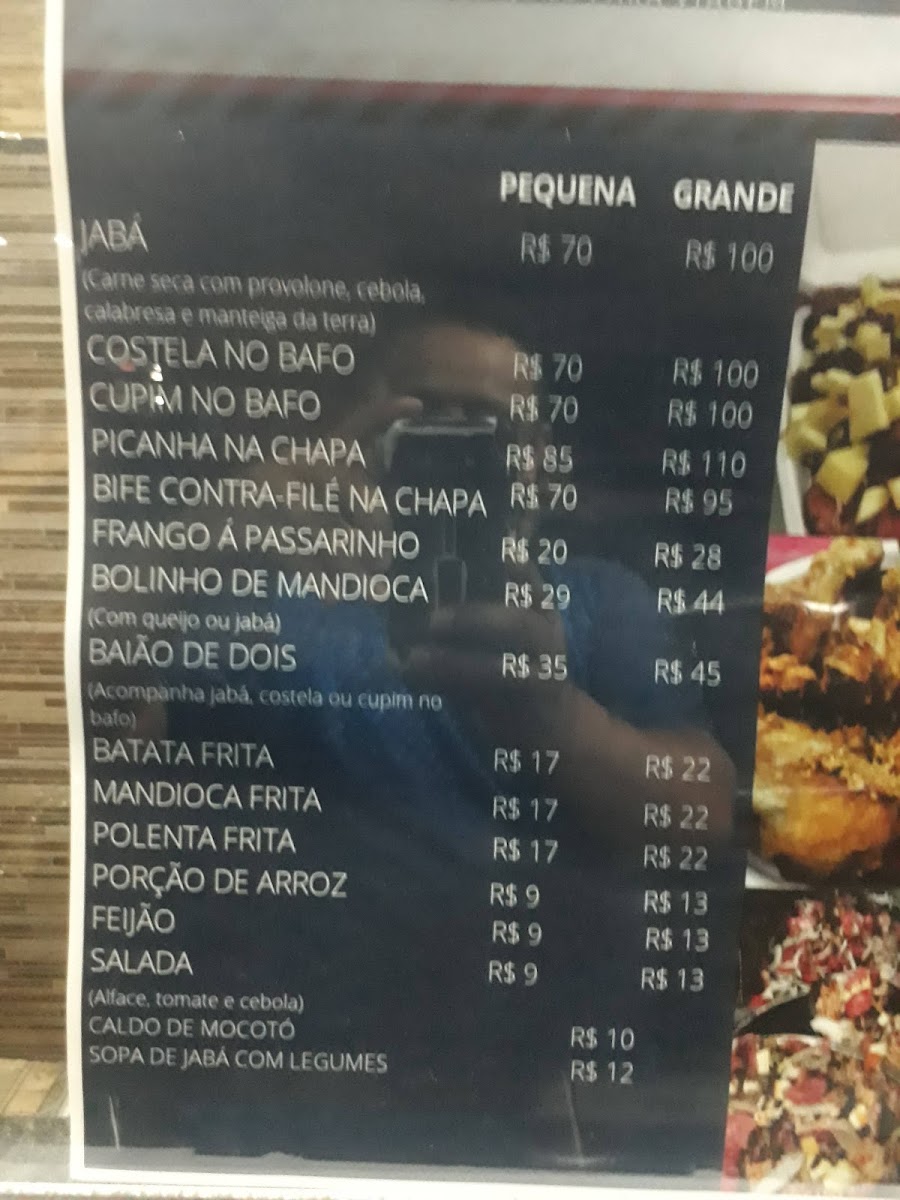 VIAGEM
PEQUENA GRANDE
JABÁ R$ 70 R$ 100
(Carne seca com provolone, cebola,
calabresa e manteiga da terra)
COSTELA NO BAFO R$ 70 R$ 100
CUPIM NO BAFO R$ 70 R$ 100
PICANHA NA CHAPA R$ 85 R$ 110
BIFE CONTRA-FILÉ NA CHAPA R$ 70 R$ 95
FRANGO Á PASSARINHO R$ 20 R$ 28
BOLINHO DE MANDIOCA R$ 29 R$ 44
(Com queijo ou jabá)
BAIÃO DE DOIS R$ 35 R$ 45
(Acompanha jabá, costela ou cupim no
bafo)
BATATA FRITA R$ 17 R$ 22
MANDIOCA FRITA R$ 17 R$ 22
POLENTA FRITA R$ 17 R$ 22
PORÇÃO DE ARROZ R$ 9 R$ 13
FEIJÃO R$ 9 R$ 13
SALADA R$ 9 R$ 13
(Alface, tomate e cebola)
CALDO DE MOCOTÓ R$ 10
SOPA DE JABÁ COM LEGUMES R$ 12